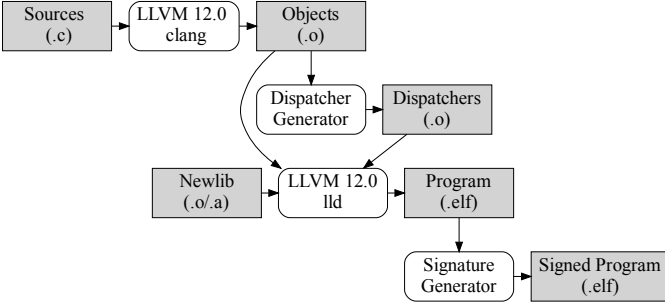 Sources
(.c)
LLVM 12.0
clang
Objects
(.o)
Dispatcher
Generator
Dispatchers
(.o)
Newlib
(.o/.a)
LLVM 12.0
lld
Program
(.elf)
Signature
Generator
Signed Program
(.elf)